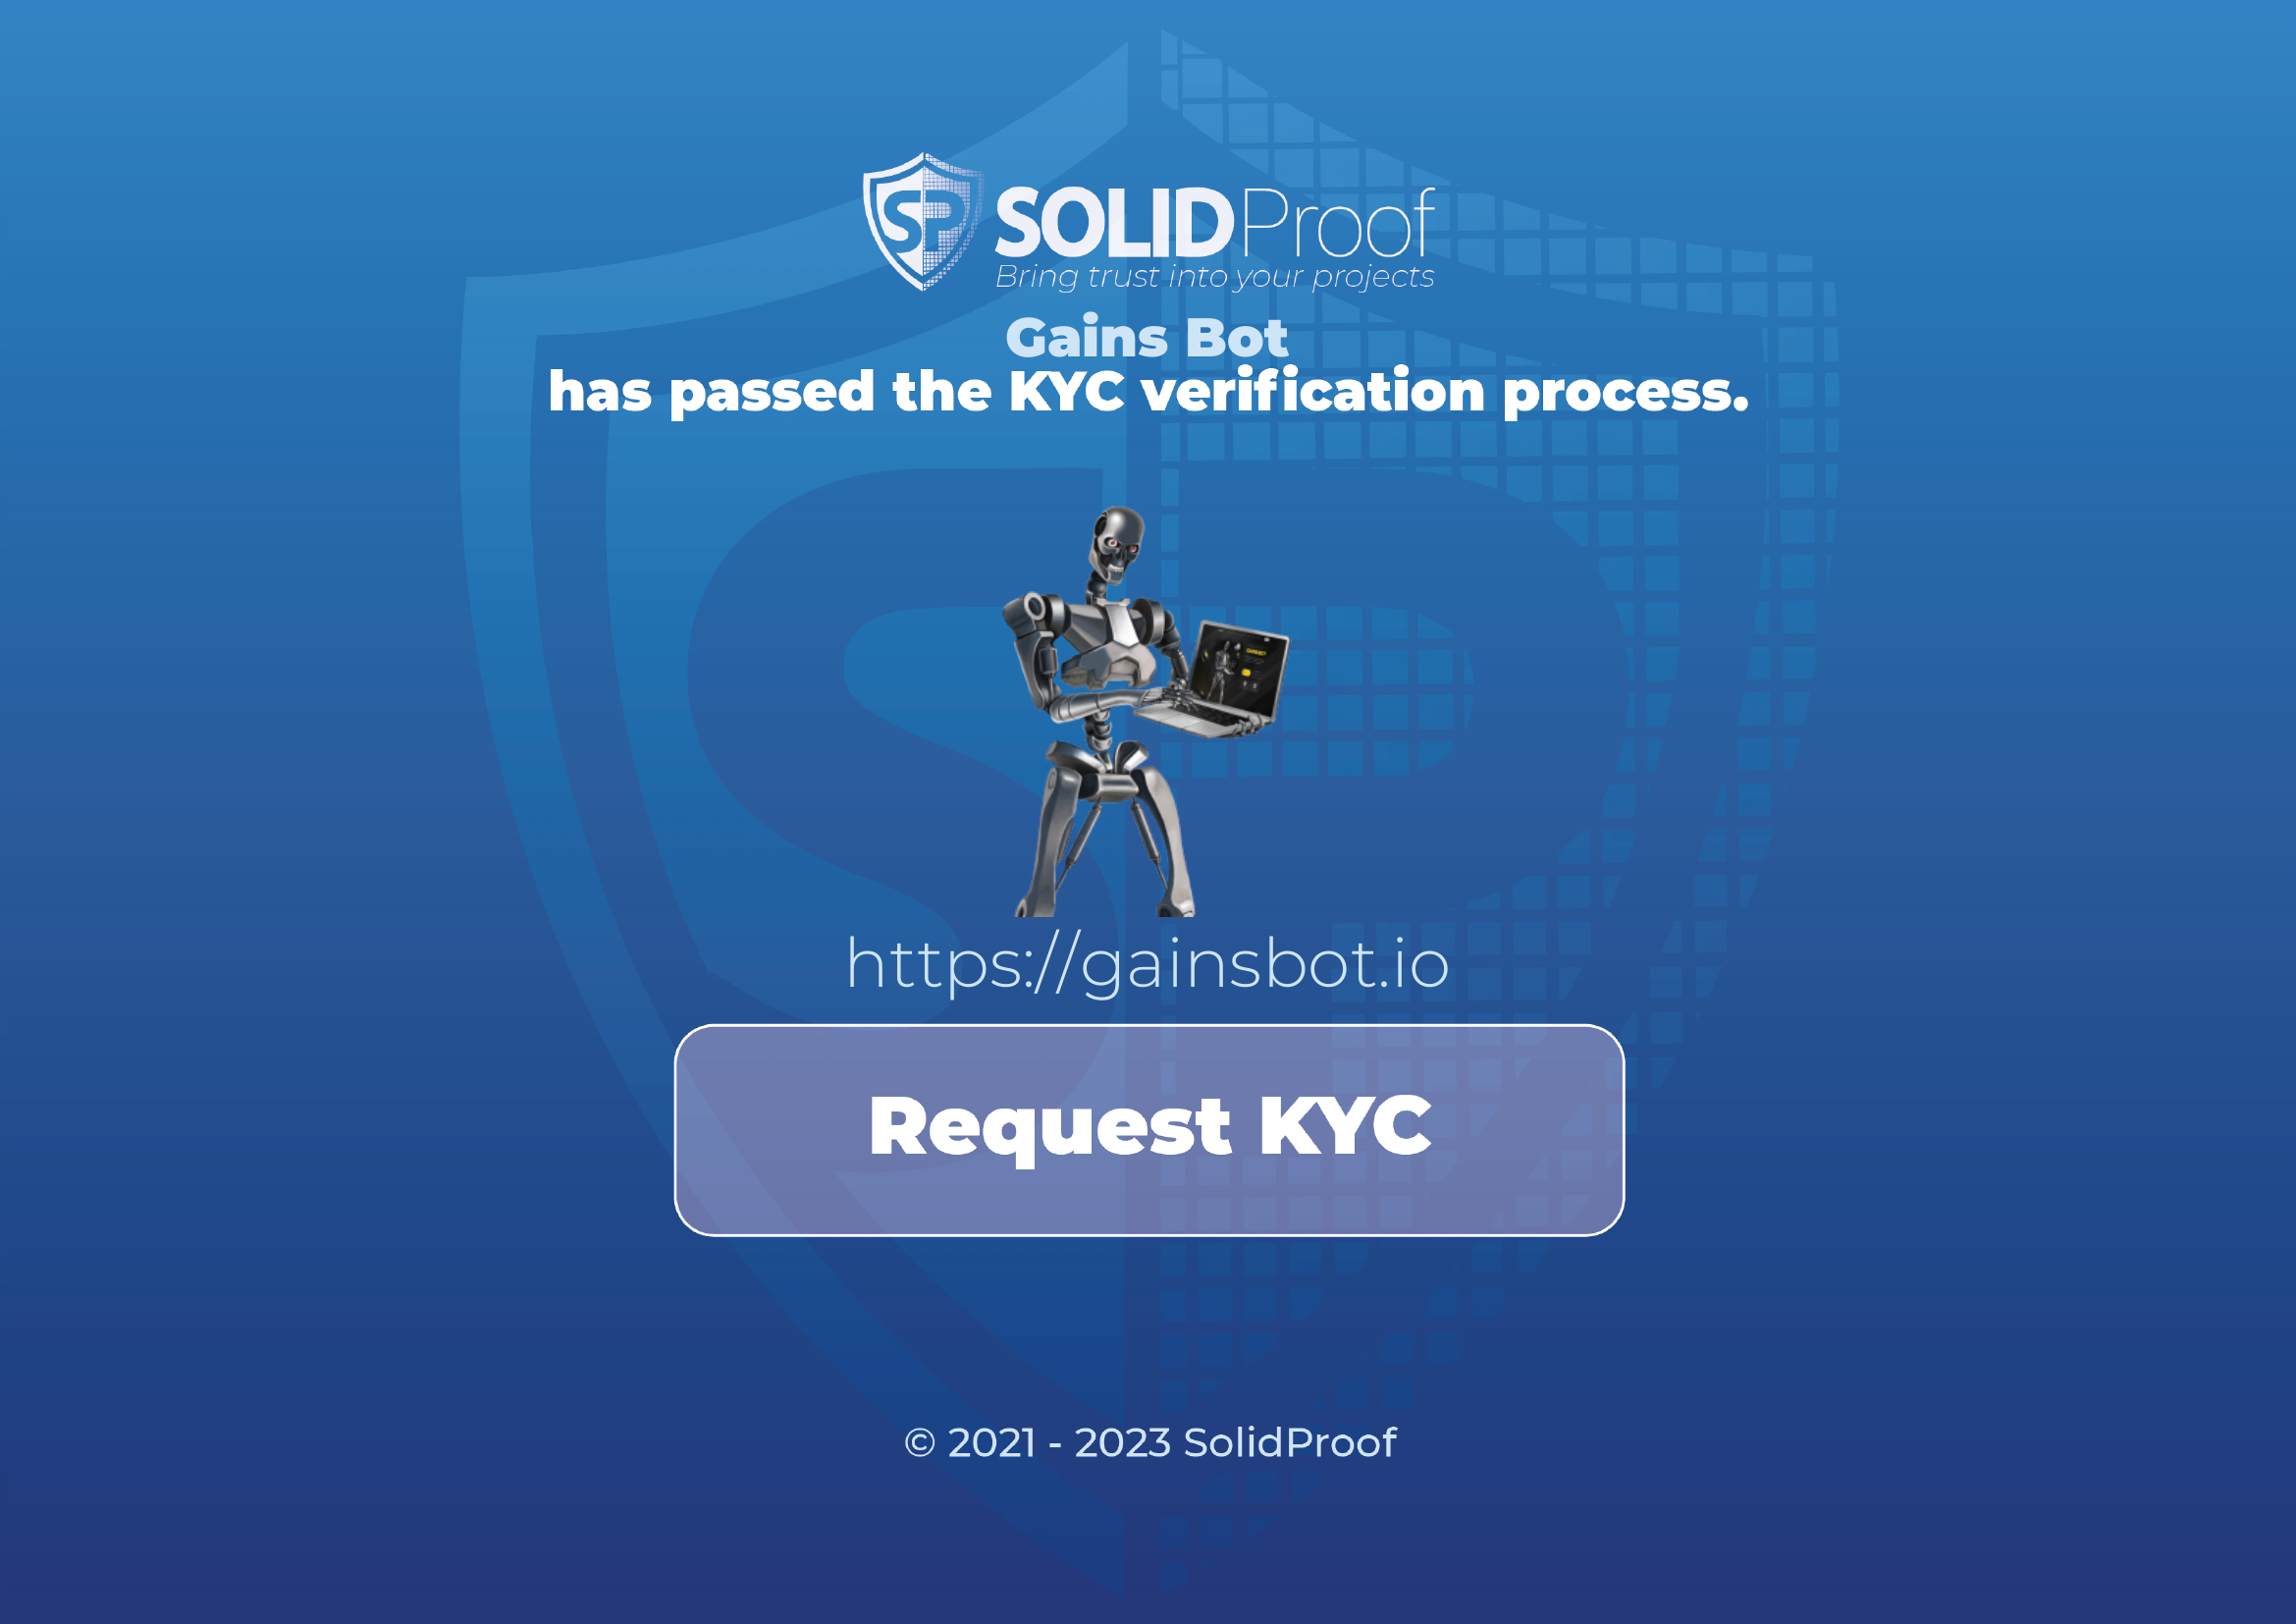 SP
SOLIDProof
Bring trust into your projects
Gains Bot
has passed the KYC verification process.
https://gainsbot.io
Request KYC
© 2021 - 2023 SolidProof